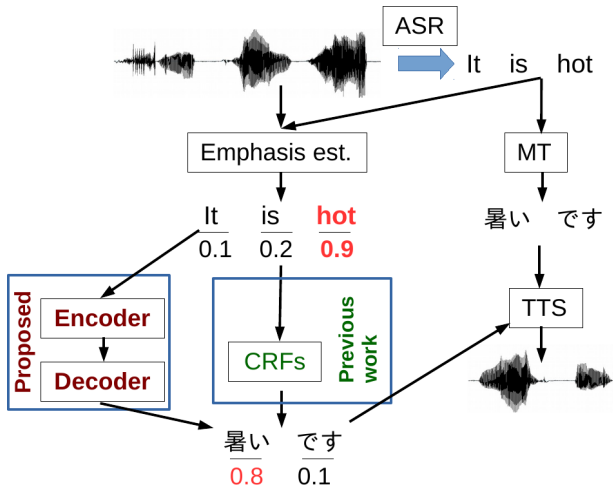 ASR
It is hot
Emphasis est.
MT
It is hot
0.1 0.2 0.9
暑い です
Proposed
Encoder
Decoder
CRFs
Previous
work
TTS
暑い です
0.8 0.1